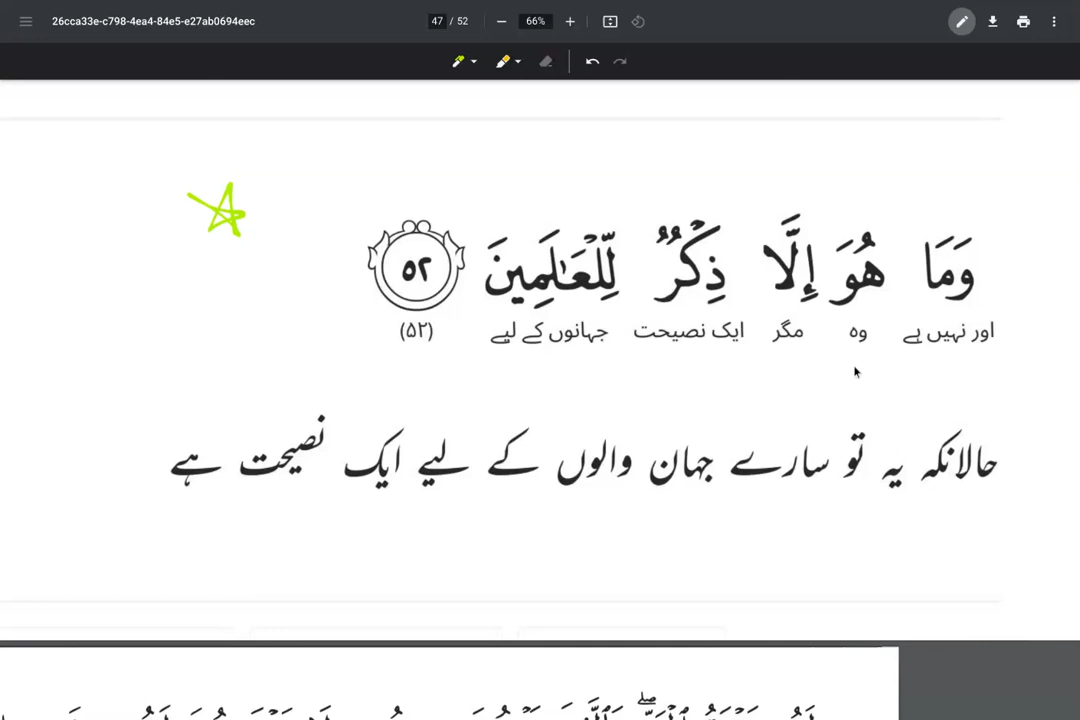 26cca33e-c798-4ea4-84e5-e27ab0694eec
47 / 52
66%
وَمَا هُوَ إِلَّا ذِكْرٌ لِّلْعَـٰلَمِينَ ٥٢
اور نہیں ہے وہ مگر ایک نصیحت جہانوں کے لیے (۵۲)
حالانکہ یہ تو سارے جہان والوں کے لیے ایک نصیحت ہے